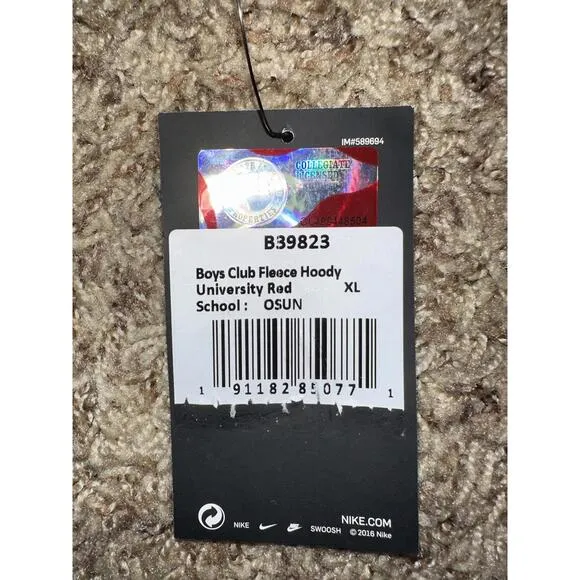 IM#589694
COLLEGIATE
LICENSED
PROPERTIES
B39823
Boys Club Fleece Hoody
University Red XL
School : OSUN
1 91182 85077 1
NIKE SWOOSH
NIKE.COM
© 2016 Nike